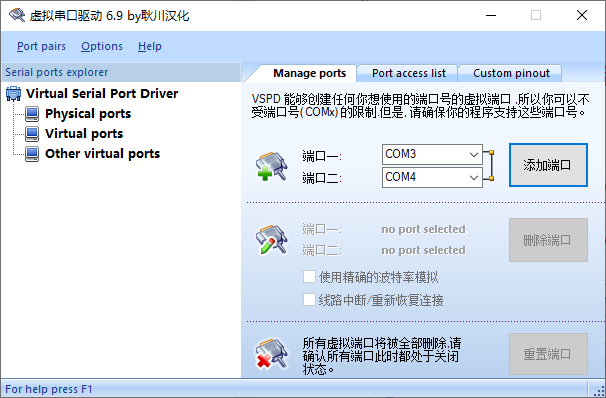 虚拟串口驱动 6.9 by耿川汉化
Port pairs Options Help
Serial ports explorer
Manage ports Port access list Custom pinout
Virtual Serial Port Driver
Physical ports
Virtual ports
Other virtual ports
VSPD 能够创建任何你想使用的端口号的虚拟端口 ,所以你可以不
受端口号(COMx)的限制.但是, 请确保你的程序支持这些端口号。
端口一: COM3
端口二: COM4
添加端口
端口一: no port selected
端口二: no port selected
删除端口
使用精确的波特率模拟
线路中断/重新恢复连接
所有虚拟端口将被全部删除,请
确认所有端口此时都处于关闭
状态。
重置端口
For help press F1